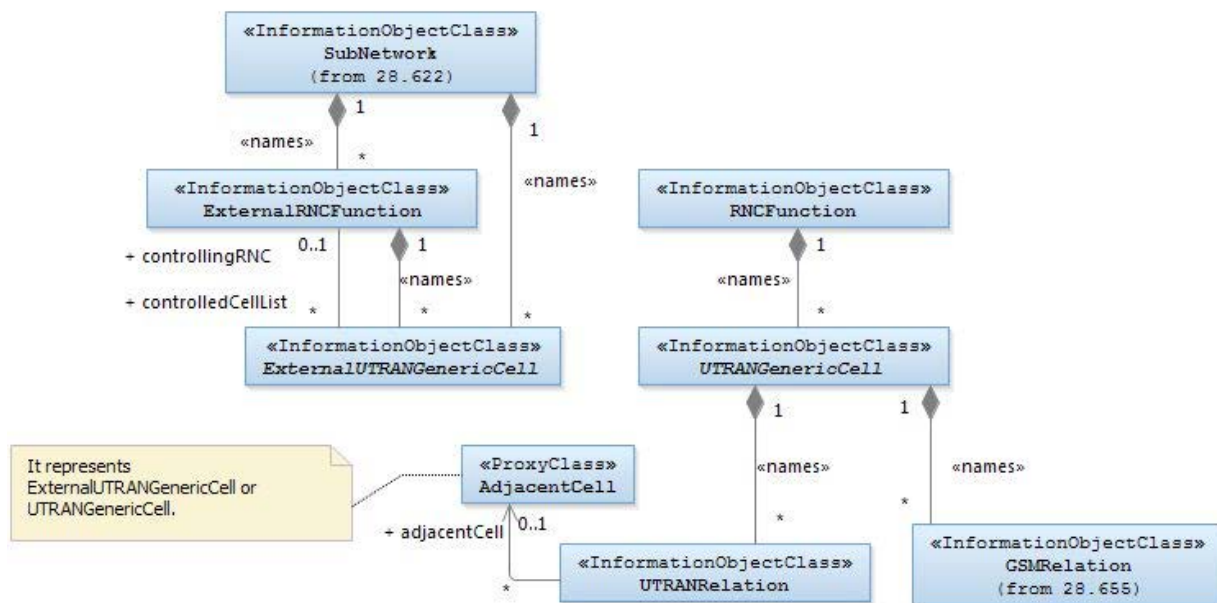 «InformationObjectClass»
SubNetwork
(from 28.622)
1
1
«names»
*
«names»
«InformationObjectClass»
ExternalRNCFunction
«InformationObjectClass»
RNCFunction
0..1
1
1
+ controllingRNC
«names»
«names»
+ controlledCellList
*
*
*
*
«InformationObjectClass»
ExternalUTRANGenericCell
«InformationObjectClass»
UTRANGenericCell
1
1
It represents
ExternalUTRANGenericCell or
UTRANGenericCell.
«ProxyClass»
AdjacentCell
«names»
«names»
+ adjacentCell
0..1
*
*
*
«InformationObjectClass»
UTRANRelation
«InformationObjectClass»
GSMRelation
(from 28.655)